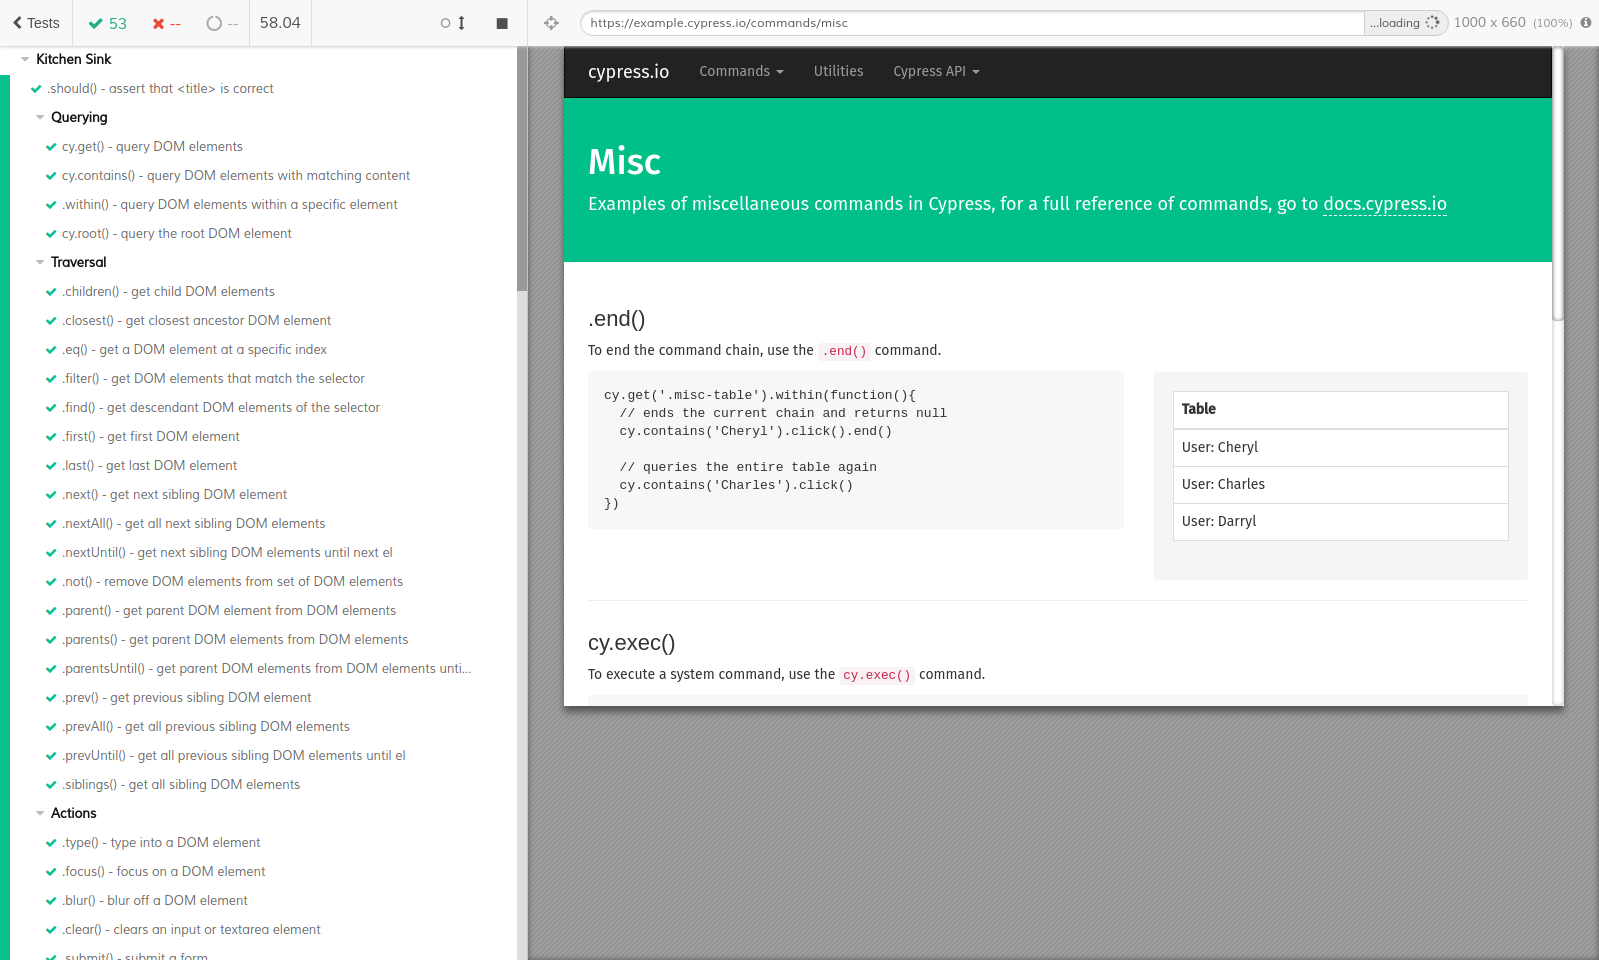 Tests 53 -- -- 58.04
https://example.cypress.io/commands/misc ...loading 1000 x 660 (100%)
Kitchen Sink
.should() - assert that <title> is correct
Querying
cy.get() - query DOM elements
cy.contains() - query DOM elements with matching content
.within() - query DOM elements within a specific element
cy.root() - query the root DOM element
Traversal
.children() - get child DOM elements
.closest() - get closest ancestor DOM element
.eq() - get a DOM element at a specific index
.filter() - get DOM elements that match the selector
.find() - get descendant DOM elements of the selector
.first() - get first DOM element
.last() - get last DOM element
.next() - get next sibling DOM element
.nextAll() - get all next sibling DOM elements
.nextUntil() - get next sibling DOM elements until next el
.not() - remove DOM elements from set of DOM elements
.parent() - get parent DOM element from DOM elements
.parents() - get parent DOM elements from DOM elements
.parentsUntil() - get parent DOM elements from DOM elements unti...
.prev() - get previous sibling DOM element
.prevAll() - get all previous sibling DOM elements
.prevUntil() - get all previous sibling DOM elements until el
.siblings() - get all sibling DOM elements
Actions
.type() - type into a DOM element
.focus() - focus on a DOM element
.blur() - blur off a DOM element
.clear() - clears an input or textarea element
.submit() - submit a form
cypress.io Commands Utilities Cypress API
Misc
Examples of miscellaneous commands in Cypress, for a full reference of commands, go to docs.cypress.io
.end()
To end the command chain, use the .end() command.
cy.get('.misc-table').within(function(){
  // ends the current chain and returns null
  cy.contains('Cheryl').click().end()
  // queries the entire table again
  cy.contains('Charles').click()
})
Table
User: Cheryl
User: Charles
User: Darryl
cy.exec()
To execute a system command, use the cy.exec() command.